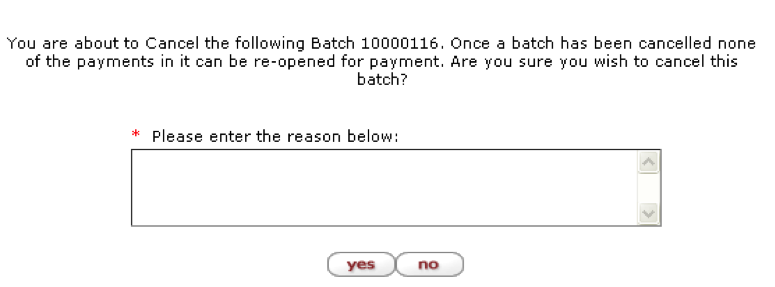 You are about to Cancel the following Batch 10000116. Once a batch has been cancelled none
of the payments in it can be re-opened for payment. Are you sure you wish to cancel this
batch?
* Please enter the reason below:
yes no